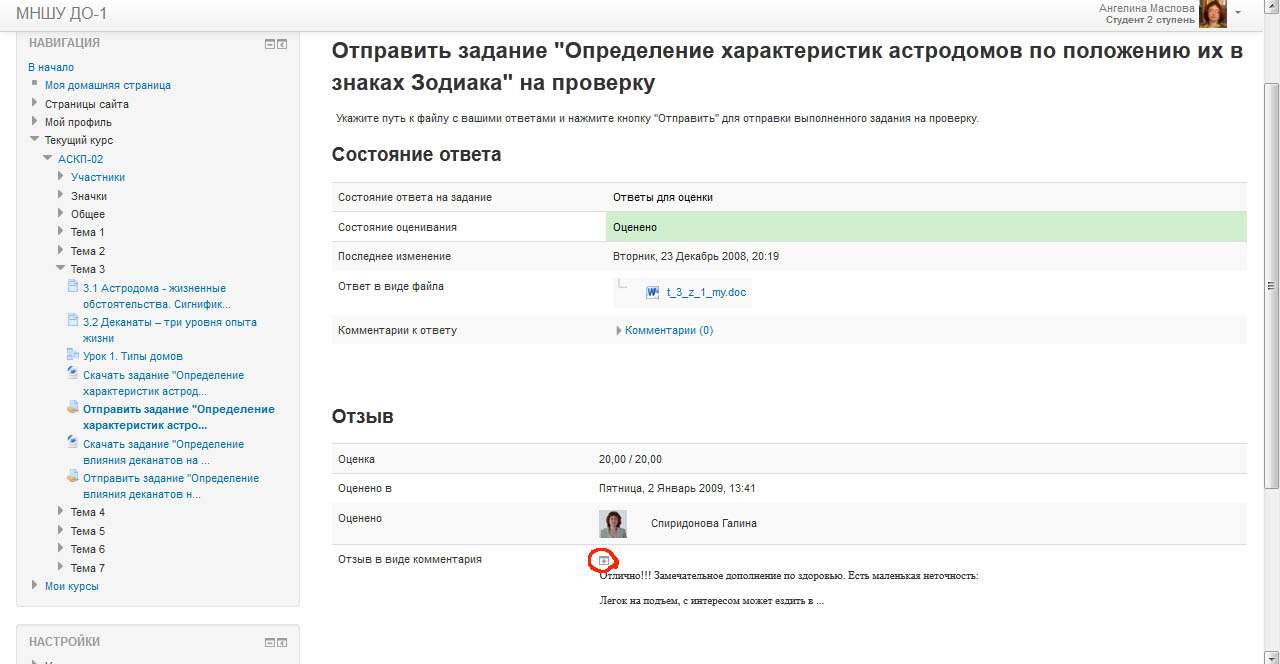 МНШУ ДО-1
Ангелина Маслова
Студент 2 ступень
НАВИГАЦИЯ
В начало
Моя домашняя страница
Страницы сайта
Мой профиль
Текущий курс
АСКП-02
Участники
Значки
Общее
Тема 1
Тема 2
Тема 3
3.1 Астродома - жизненные
обстоятельства. Сигнифик...
3.2 Деканаты – три уровня опыта
жизни
Урок 1. Типы домов
Скачать задание "Определение
характеристик астрод...
Отправить задание "Определение
характеристик астро...
Скачать задание "Определение
влияния деканатов на ...
Отправить задание "Определение
влияния деканатов н...
Тема 4
Тема 5
Тема 6
Тема 7
Мои курсы
НАСТРОЙКИ
Отправить задание "Определение характеристик астродомов по положению их в
знаках Зодиака" на проверку
Укажите путь к файлу с вашими ответами и нажмите кнопку "Отправить" для отправки выполненного задания на проверку.
Состояние ответа
Состояние ответа на задание Ответы для оценки
Состояние оценивания Оценено
Последнее изменение Вторник, 23 Декабрь 2008, 20:19
Ответ в виде файла t_3_z_1_my.doc
Комментарии к ответу Комментарии (0)
Отзыв
Оценка 20,00 / 20,00
Оценено в Пятница, 2 Январь 2009, 13:41
Оценено Спиридонова Галина
Отзыв в виде комментария
Отлично!!! Замечательное дополнение по здоровью. Есть маленькая неточность:
Легок на подъем, с интересом может ездить в ...